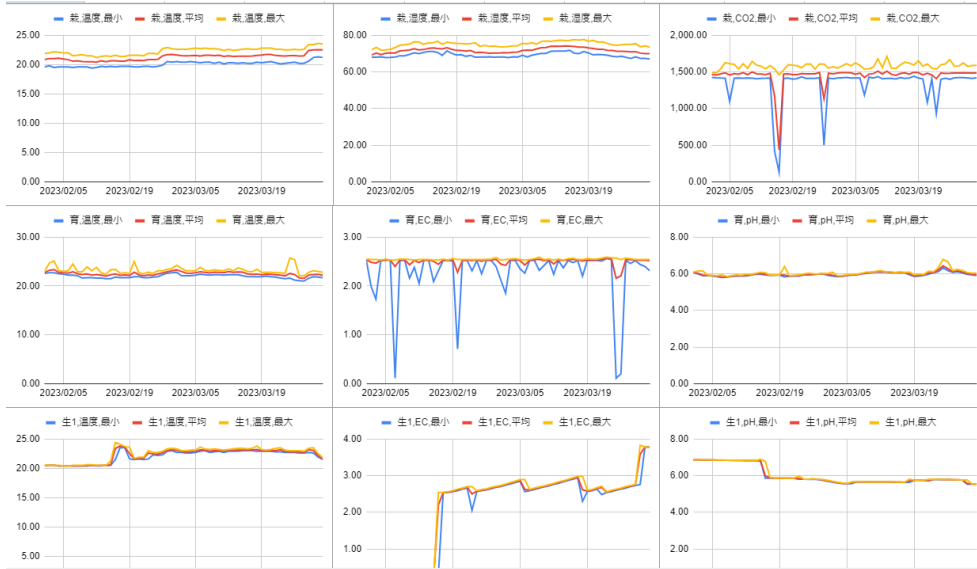 栽,温度,最小 栽,温度,平均 栽,温度,最大
25.00
20.00
15.00
10.00
5.00
0.00
2023/02/05 2023/02/19 2023/03/05 2023/03/19
栽,湿度,最小 栽,湿度,平均 栽,湿度,最大
80.00
60.00
40.00
20.00
0.00
2023/02/05 2023/02/19 2023/03/05 2023/03/19
栽,CO2,最小 栽,CO2,平均 栽,CO2,最大
2,000.00
1,500.00
1,000.00
500.00
0.00
2023/02/05 2023/02/19 2023/03/05 2023/03/19
育,温度,最小 育,温度,平均 育,温度,最大
30.00
20.00
10.00
0.00
2023/02/05 2023/02/19 2023/03/05 2023/03/19
育,EC,最小 育,EC,平均 育,EC,最大
3.00
2.00
1.00
0.00
2023/02/05 2023/02/19 2023/03/05 2023/03/19
育,pH,最小 育,pH,平均 育,pH,最大
8.00
6.00
4.00
2.00
0.00
2023/02/05 2023/02/19 2023/03/05 2023/03/19
生1,温度,最小 生1,温度,平均 生1,温度,最大
25.00
20.00
15.00
10.00
5.00
生1,EC,最小 生1,EC,平均 生1,EC,最大
4.00
3.00
2.00
1.00
生1,pH,最小 生1,pH,平均 生1,pH,最大
8.00
6.00
4.00
2.00